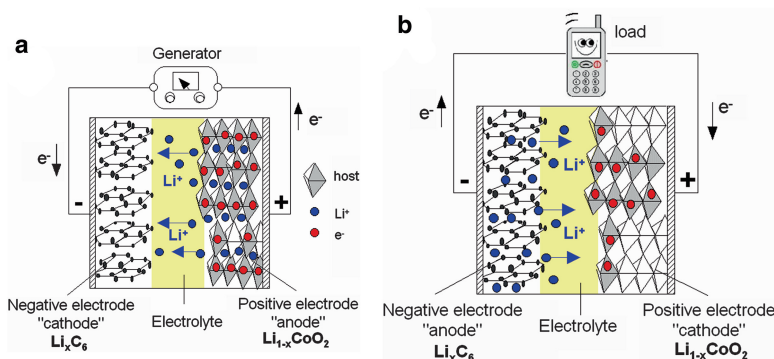 a
Generator
e-
e-
-
+
Li+
Li+
host
Li+
e-
Negative electrode
"cathode"
LixC6
Electrolyte
Positive electrode
"anode"
Li1-xCoO2
b
load
e-
e-
-
+
Li+
Li+
Negative electrode
"anode"
LixC6
Electrolyte
Positive electrode
"cathode"
Li1-xCoO2